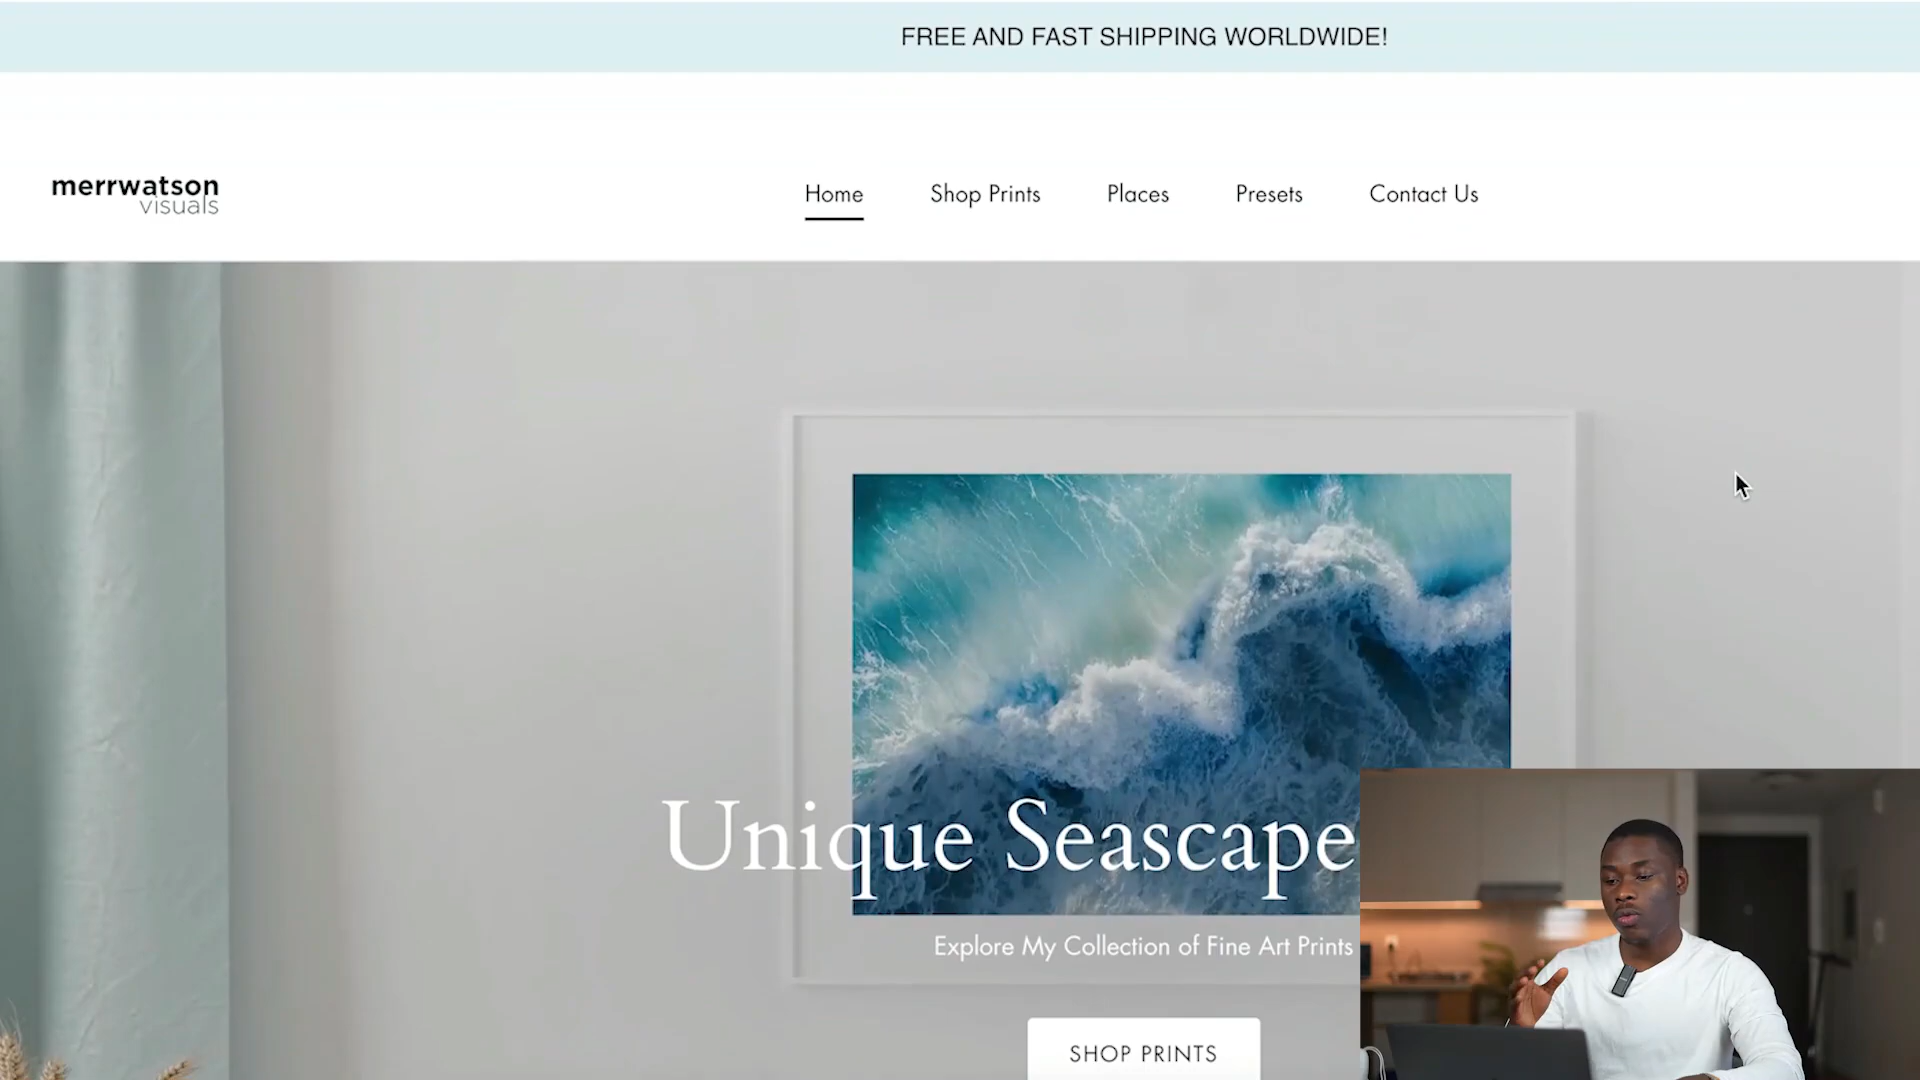 FREE AND FAST SHIPPING WORLDWIDE!
merrwatson
visuals
Home
Shop Prints
Places
Presets
Contact Us
Unique Seascape
Explore My Collection of Fine Art Prints
SHOP PRINTS